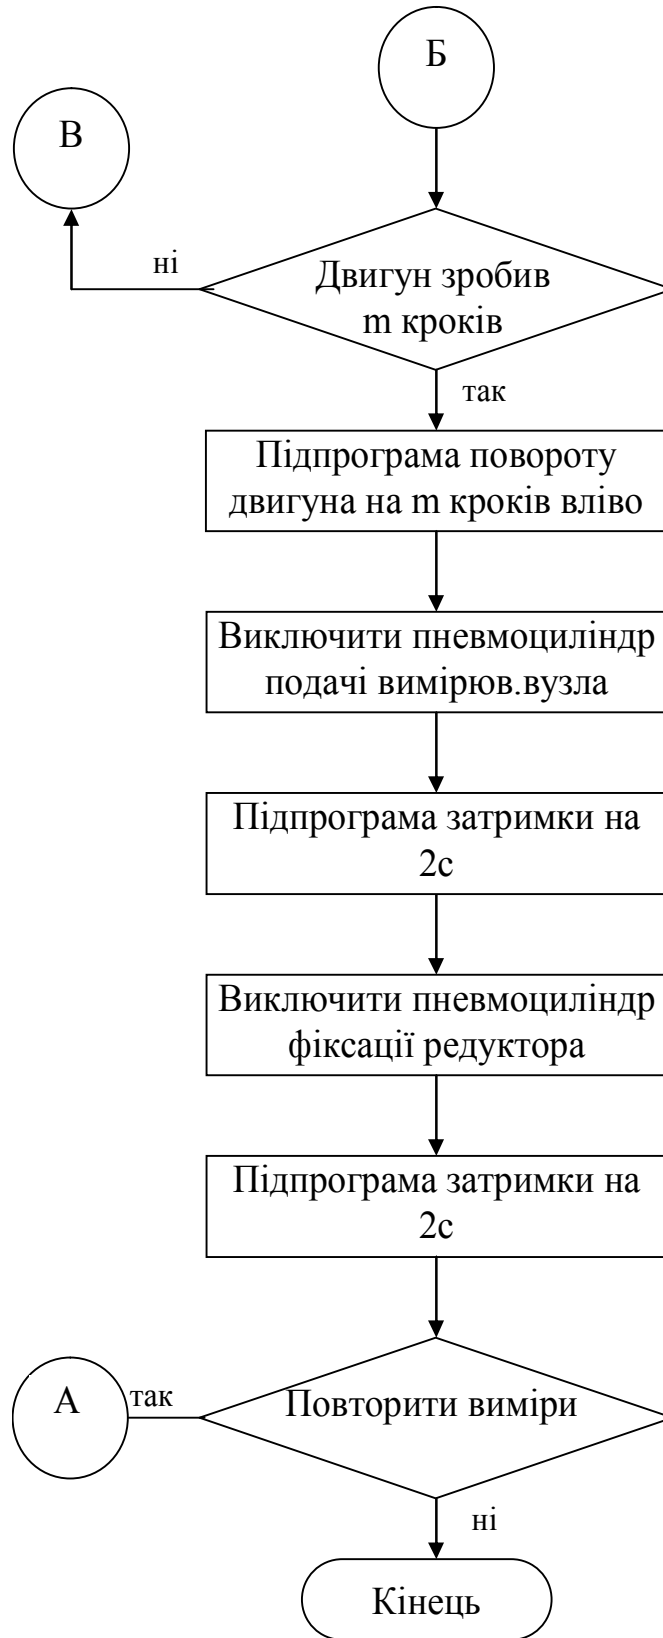 Б
В
ні
Двигун зробив
m кроків
так
Підпрограма повороту
двигуна на m кроків вліво
Виключити пневмоциліндр
подачі вимірюв.вузла
Підпрограма затримки на
2с
Виключити пневмоциліндр
фіксації редуктора
Підпрограма затримки на
2с
А
так
Повторити виміри
ні
Кінець